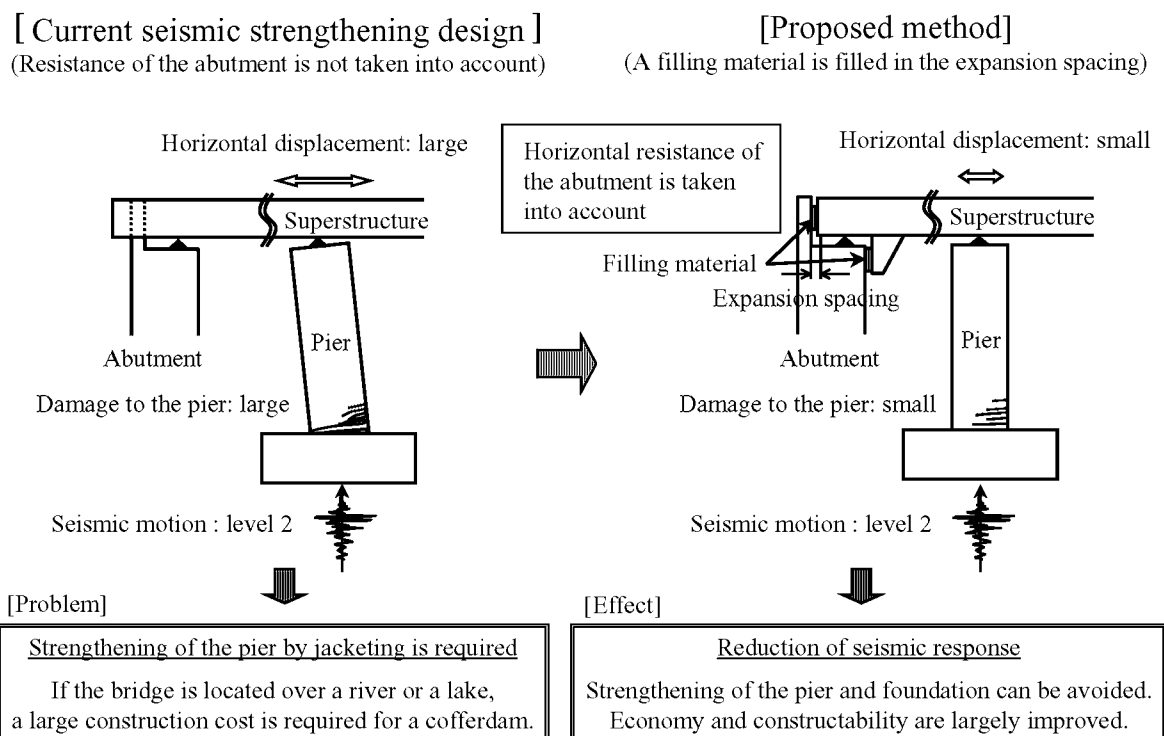 [ Current seismic strengthening design ]
(Resistance of the abutment is not taken into account)
Horizontal displacement: large
Superstructure
Pier
Abutment
Damage to the pier: large
Seismic motion : level 2
[Problem]
Strengthening of the pier by jacketing is required
If the bridge is located over a river or a lake,
a large construction cost is required for a cofferdam.
Horizontal resistance of
the abutment is taken
into account
[Proposed method]
(A filling material is filled in the expansion spacing)
Horizontal displacement: small
Superstructure
Filling material
Expansion spacing
Pier
Abutment
Damage to the pier: small
Seismic motion : level 2
[Effect]
Reduction of seismic response
Strengthening of the pier and foundation can be avoided.
Economy and constructability are largely improved.